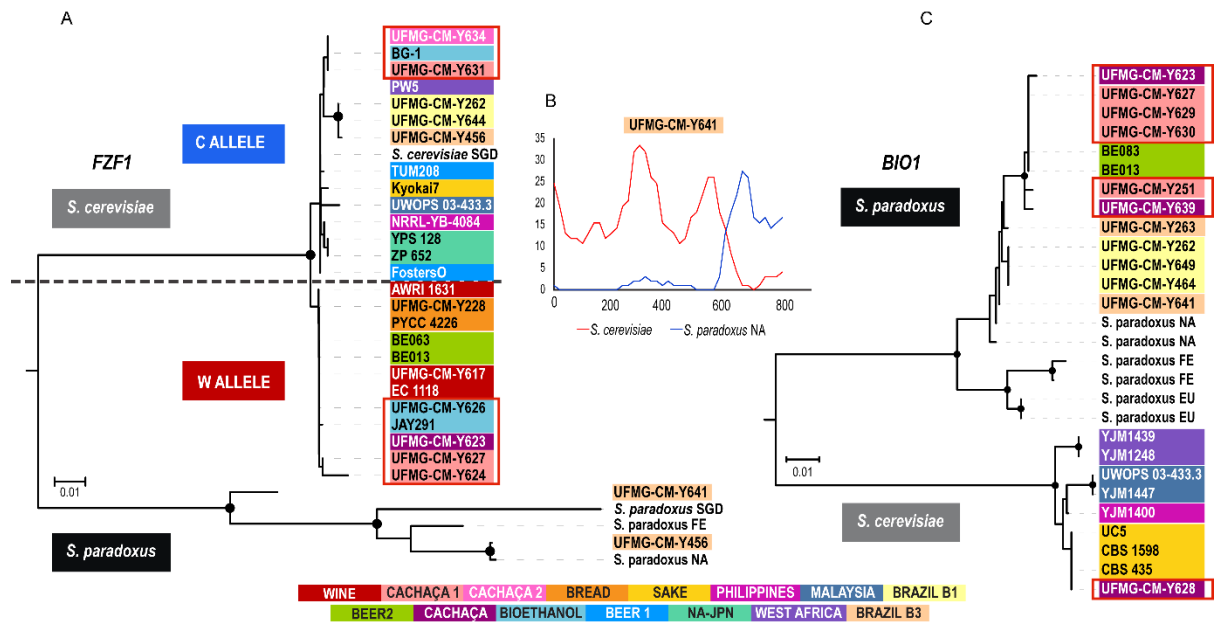 A
FZF1
C ALLELE
S. cerevisiae
W ALLELE
S. paradoxus
0.01
UFMG-CM-Y634
BG-1
UFMG-CM-Y631
PW5
UFMG-CM-Y262
UFMG-CM-Y644
UFMG-CM-Y456
S. cerevisiae SGD
TUM208
Kyokai7
UWOPS 03-433.3
NRRL-YB-4084
YPS 128
ZP 652
FostersO
AWRI 1631
UFMG-CM-Y228
PYCC 4226
BE063
BE013
UFMG-CM-Y617
EC 1118
UFMG-CM-Y626
JAY291
UFMG-CM-Y623
UFMG-CM-Y627
UFMG-CM-Y624
UFMG-CM-Y641
S. paradoxus SGD
S. paradoxus FE
UFMG-CM-Y456
S. paradoxus NA
B
UFMG-CM-Y641
35
30
25
20
15
10
5
0
0 200 400 600 800
S. cerevisiae S. paradoxus NA
C
BIO1
S. paradoxus
S. cerevisiae
0.01
UFMG-CM-Y623
UFMG-CM-Y627
UFMG-CM-Y629
UFMG-CM-Y630
BE083
BE013
UFMG-CM-Y251
UFMG-CM-Y639
UFMG-CM-Y263
UFMG-CM-Y262
UFMG-CM-Y649
UFMG-CM-Y464
UFMG-CM-Y641
S. paradoxus NA
S. paradoxus NA
S. paradoxus FE
S. paradoxus FE
S. paradoxus EU
S. paradoxus EU
YJM1439
YJM1248
UWOPS 03-433.3
YJM1447
YJM1400
UC5
CBS 1598
CBS 435
UFMG-CM-Y628
WINE CACHAÇA 1 CACHAÇA 2 BREAD SAKE PHILIPPINES MALAYSIA BRAZIL B1
BEER2 CACHAÇA BIOETHANOL BEER 1 NA-JPN WEST AFRICA BRAZIL B3